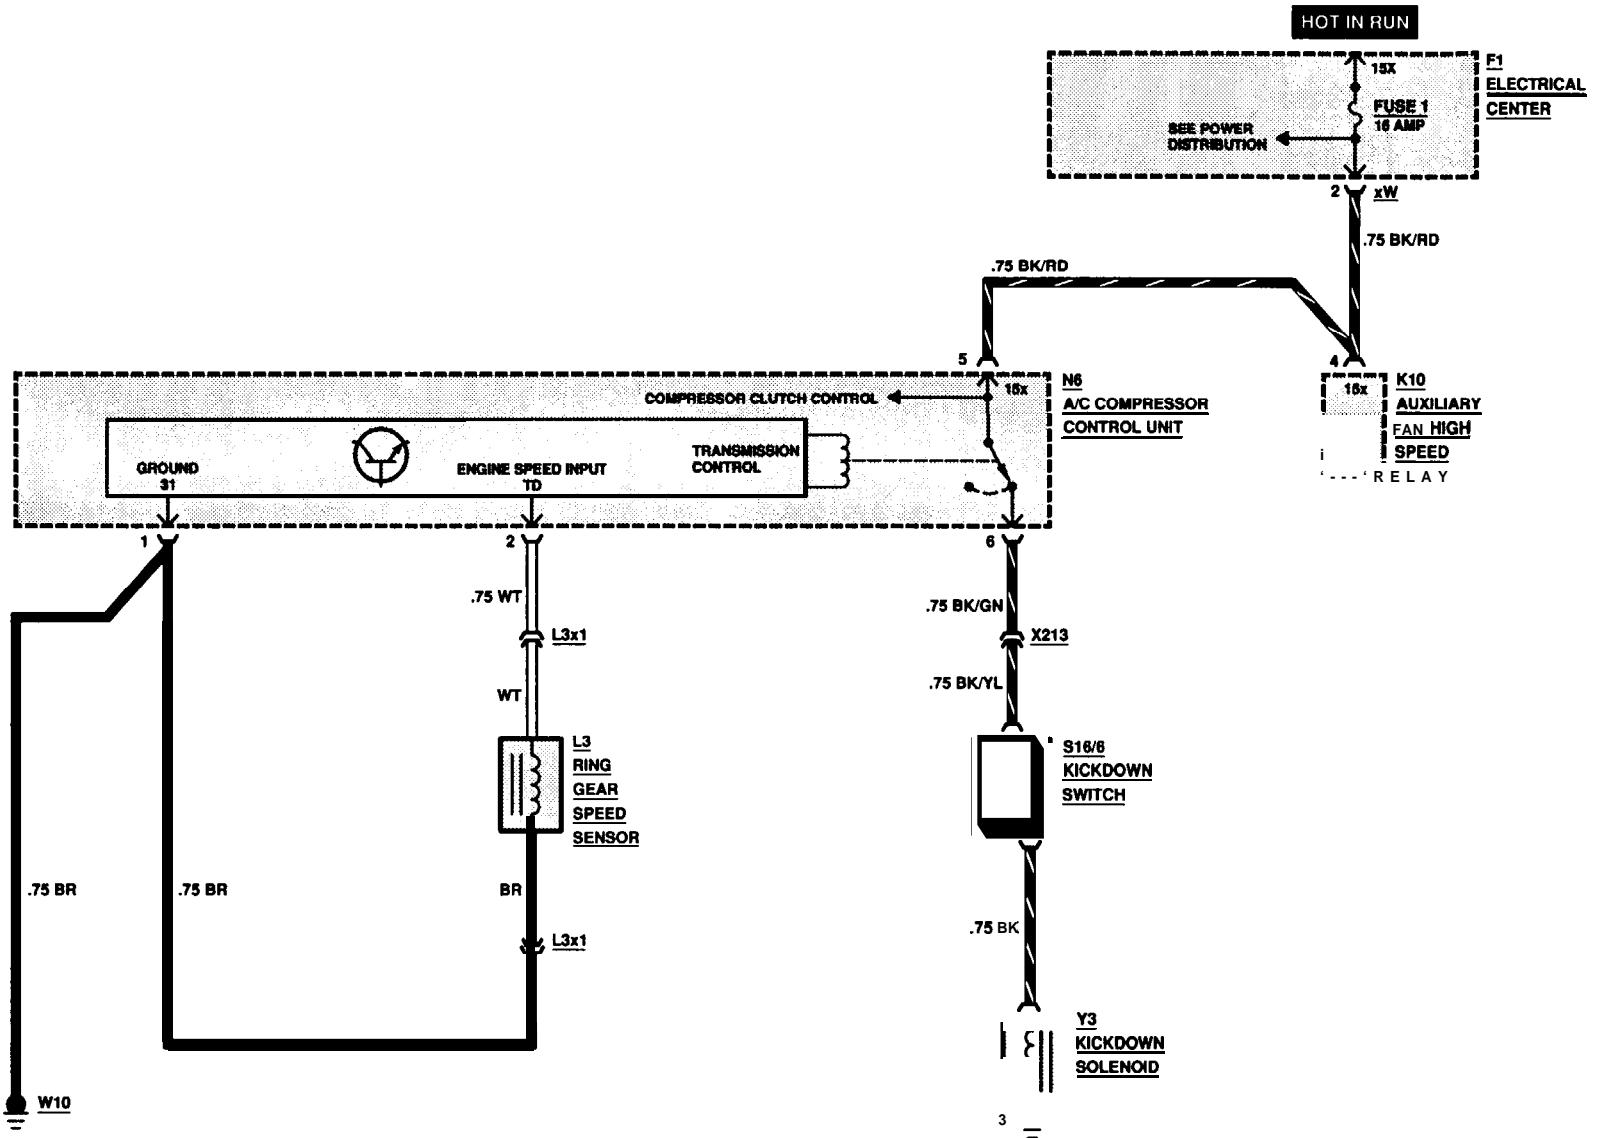 HOT IN RUN
15X
F1
ELECTRICAL
CENTER
FUSE 1
16 AMP
SEE POWER
DISTRIBUTION
2 xW
.75 BK/RD
.75 BK/RD
5
4
15x
N6
A/C COMPRESSOR
CONTROL UNIT
15x
K10
AUXILIARY
FAN HIGH
SPEED
RELAY
COMPRESSOR CLUTCH CONTROL
GROUND
31
ENGINE SPEED INPUT
TD
TRANSMISSION
CONTROL
1
2
6
.75 WT
.75 BK/GN
L3x1
X213
WT
.75 BK/YL
L3
RING
GEAR
SPEED
SENSOR
S16/6
KICKDOWN
SWITCH
.75 BR
.75 BR
BR
.75 BK
L3x1
Y3
KICKDOWN
SOLENOID
W10
3